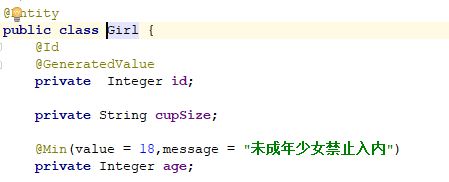 @Entity
public class Girl {
@Id
@GeneratedValue
private  Integer id;
private String cupSize;
@Min(value = 18,message = "未成年少女禁止入内")
private Integer age;